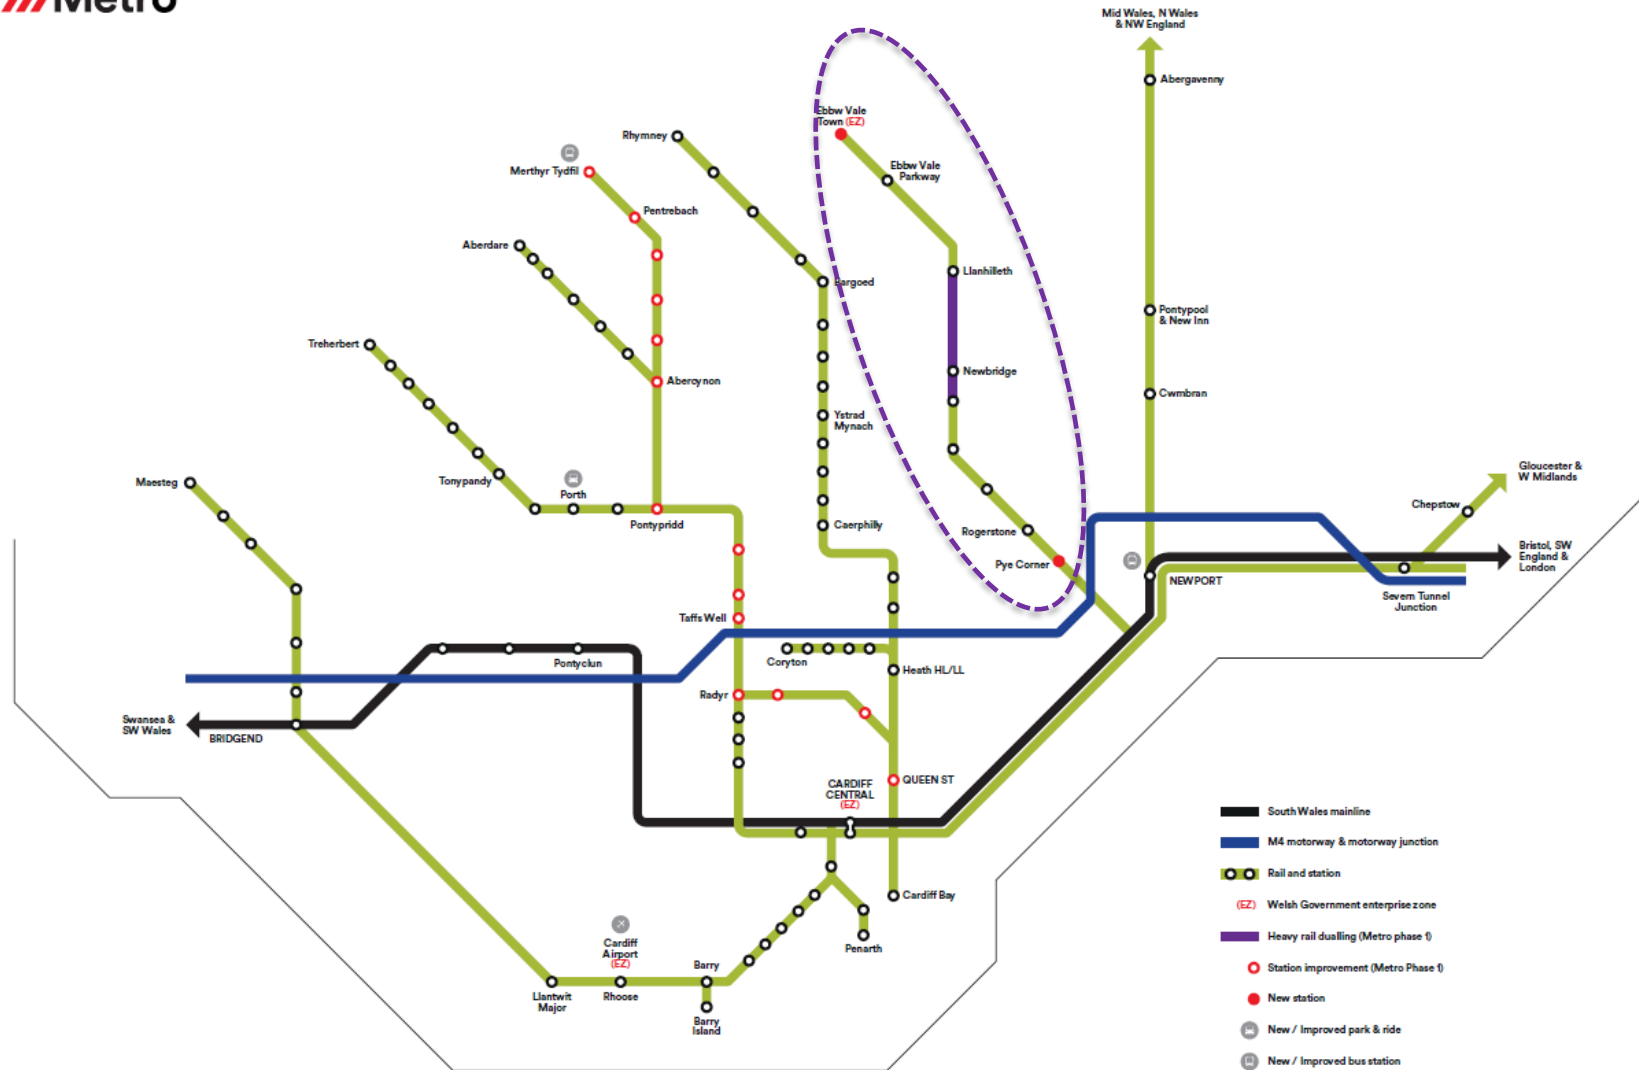 Metro
Mid Wales, N Wales
& NW England
Abergavenny
Ebbw Vale
Town (EZ)
Rhymney
Ebbw Vale
Parkway
Merthyr Tydfil
Pentrebach
Aberdare
Llanhilleth
Bargoed
Pontypool
& New Inn
Treherbert
Newbridge
Abercynon
Cwmbran
Ystrad
Mynach
Maesteg
Tonypandy
Porth
Gloucester &
W Midlands
Chepstow
Pontypridd
Caerphilly
Rogerstone
Pye Corner
Bristol, SW
England &
London
NEWPORT
Severn Tunnel
Junction
Taffs Well
Pontyclun
Coryton
Heath HL/LL
Radyr
Swansea &
SW Wales
BRIDGEND
CARDIFF
CENTRAL
(EZ)
QUEEN ST
Cardiff Bay
Penarth
Cardiff
Airport
(EZ)
Barry
Llantwit
Major
Rhoose
Barry
Island
South Wales mainline
M4 motorway & motorway junction
Rail and station
(EZ) Welsh Government enterprise zone
Heavy rail dualling (Metro phase 1)
Station improvement (Metro Phase 1)
New station
New / Improved park & ride
New / Improved bus station